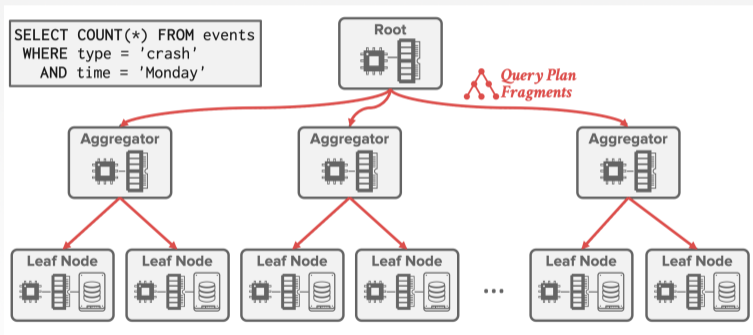 SELECT COUNT(*) FROM events
WHERE type = 'crash'
AND time = 'Monday'
Root
Query Plan
Fragments
Aggregator
Aggregator
Aggregator
Leaf Node
Leaf Node
Leaf Node
Leaf Node
...
Leaf Node
Leaf Node